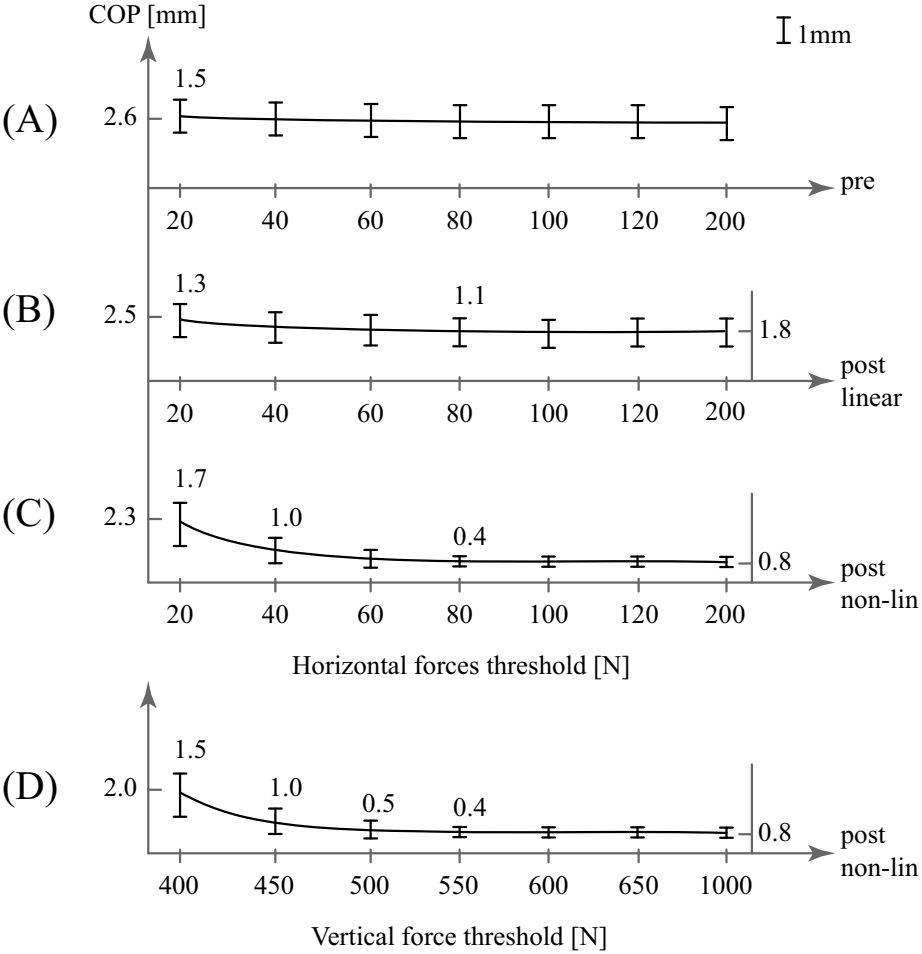 COP [mm]
1mm
1.5
(A)
2.6
pre
20 40 60 80 100 120 200
1.3
1.1
(B)
2.5
1.8
post
linear
20 40 60 80 100 120 200
1.7
1.0
0.4
(C)
2.3
0.8
post
non-lin
20 40 60 80 100 120 200
Horizontal forces threshold [N]
1.5
1.0
0.5
0.4
(D)
2.0
0.8
post
non-lin
400 450 500 550 600 650 1000
Vertical force threshold [N]